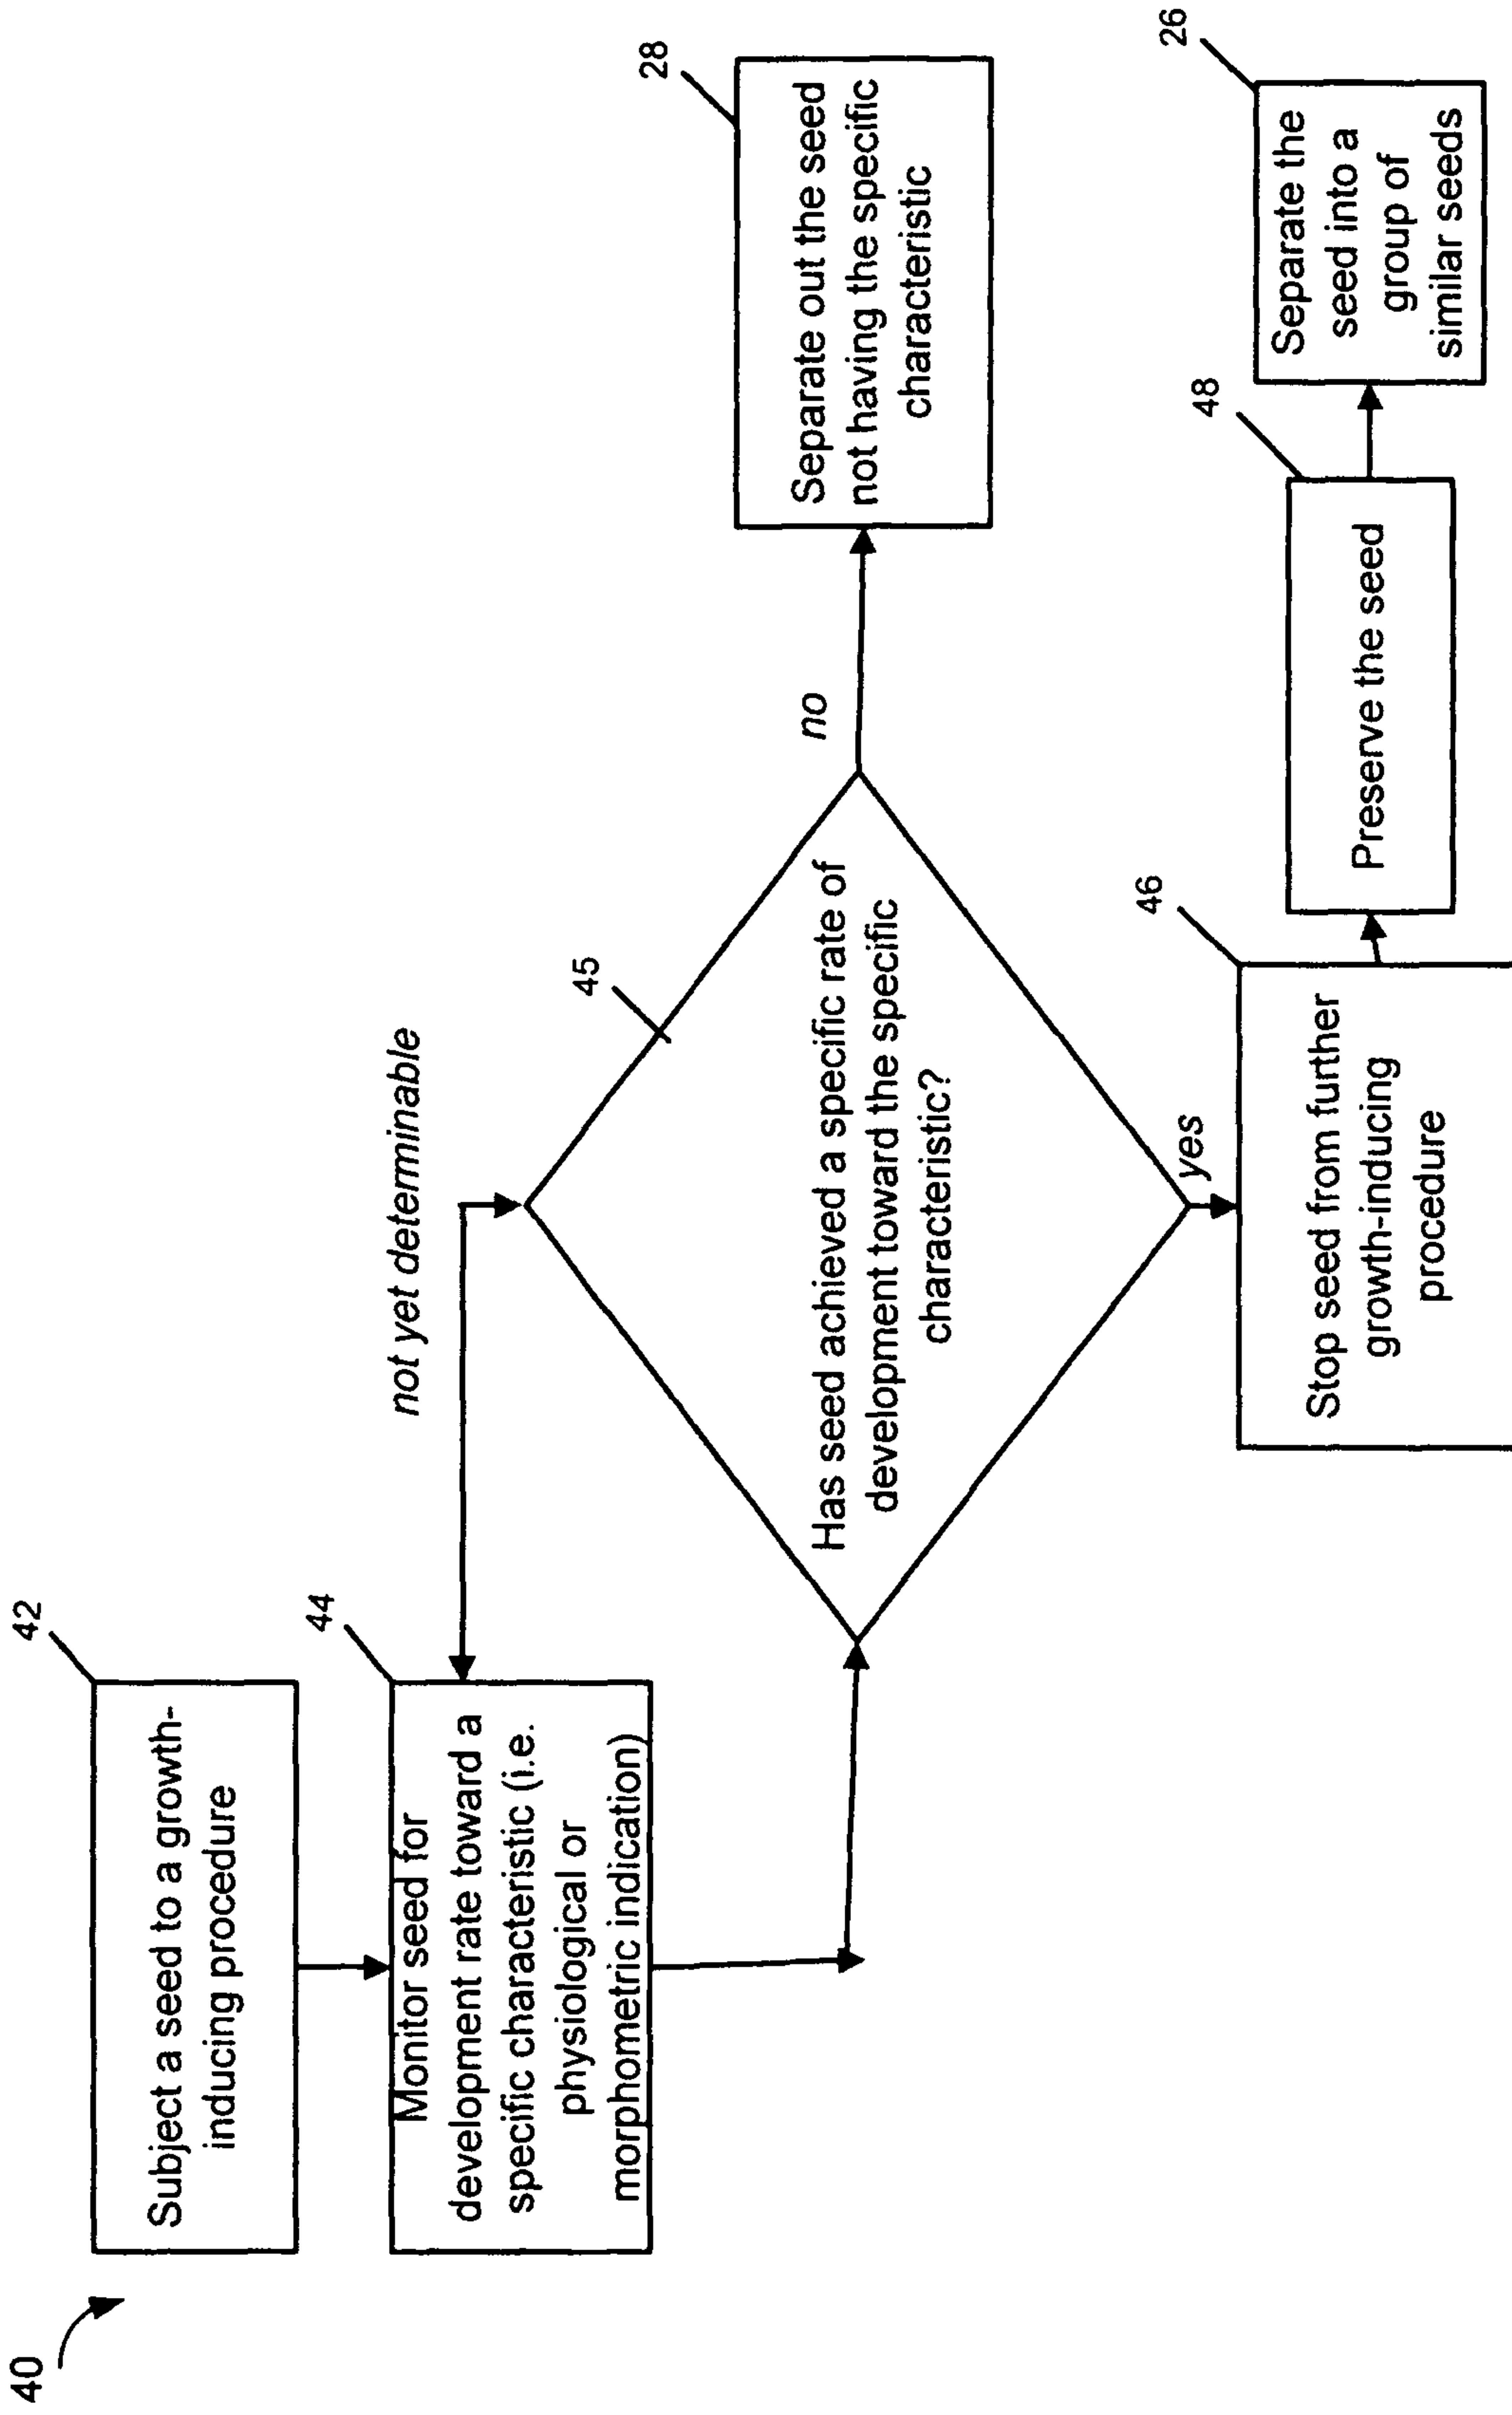 40
42
Subject a seed to a growth-
inducing procedure
44
Monitor seed for
development rate toward a
specific characteristic (i.e.
physiological or
morphometric indication)
not yet determinable
45
Has seed achieved a specific rate of
development toward the specific
characteristic?
no
28
Separate out the seed
not having the specific
characteristic
yes
46
Stop seed from further
growth-inducing
procedure
48
Preserve the seed
26
Separate the
seed into a
group of
similar seeds